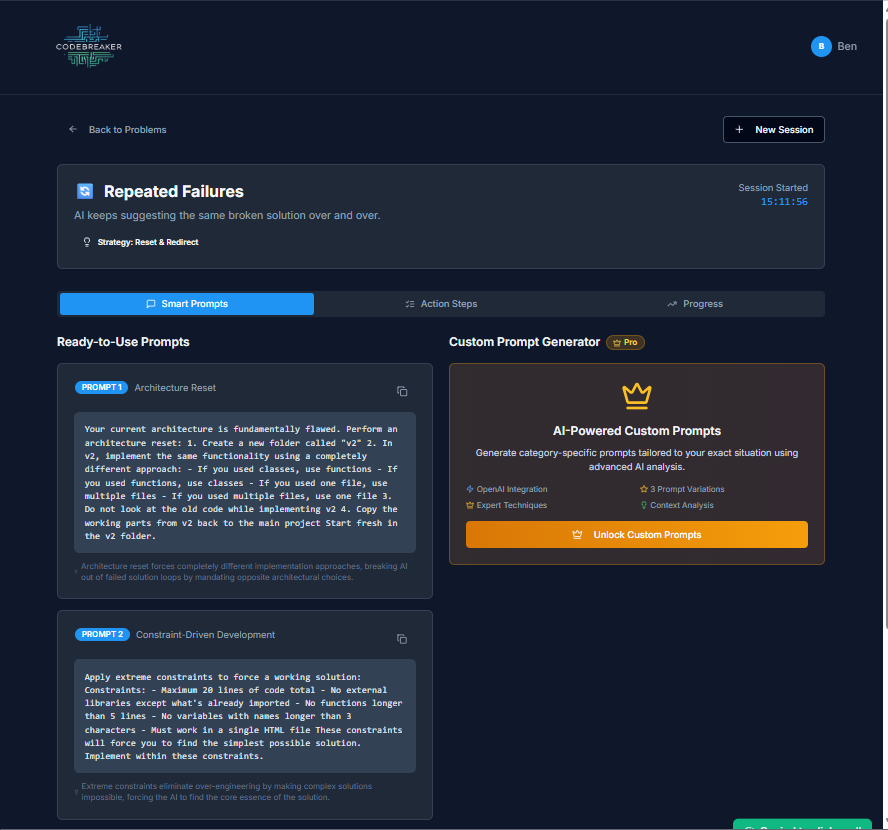 CODEBREAKER
B Ben
Back to Problems
New Session
Repeated Failures
AI keeps suggesting the same broken solution over and over.
Strategy: Reset & Redirect
Session Started
15:11:56
Smart Prompts
Action Steps
Progress
Ready-to-Use Prompts
PROMPT 1 Architecture Reset
Your current architecture is fundamentally flawed. Perform an
architecture reset: 1. Create a new folder called "v2" 2. In
v2, implement the same functionality using a completely
different approach: - If you used classes, use functions - If
you used functions, use classes - If you used one file, use
multiple files - If you used multiple files, use one file 3.
Do not look at the old code while implementing v2 4. Copy the
working parts from v2 back to the main project Start fresh in
the v2 folder.
Architecture reset forces completely different implementation approaches, breaking AI
out of failed solution loops by mandating opposite architectural choices.
PROMPT 2 Constraint-Driven Development
Apply extreme constraints to force a working solution:
Constraints: - Maximum 20 lines of code total - No external
libraries except what's already imported - No functions longer
than 5 lines - No variables with names longer than 3
characters - Must work in a single HTML file These constraints
will force you to find the simplest possible solution.
Implement within these constraints.
Extreme constraints eliminate over-engineering by making complex solutions
impossible, forcing the AI to find the core essence of the solution.
Custom Prompt Generator Pro
AI-Powered Custom Prompts
Generate category-specific prompts tailored to your exact situation using
advanced AI analysis.
OpenAI Integration
3 Prompt Variations
Expert Techniques
Context Analysis
Unlock Custom Prompts